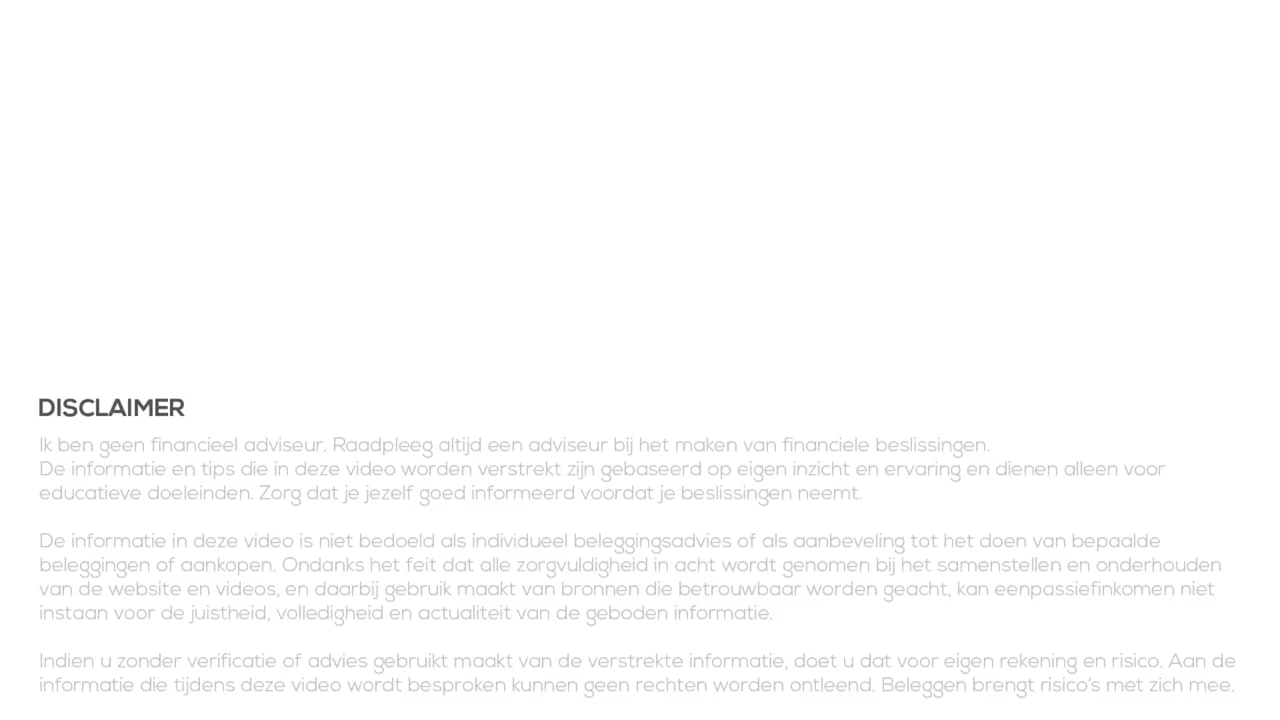 DISCLAIMER
Ik ben geen financieel adviseur. Raadpleeg altijd een adviseur bij het maken van financiele beslissingen.
De informatie en tips die in deze video worden verstrekt zijn gebaseerd op eigen inzicht en ervaring en dienen alleen voor
educatieve doeleinden. Zorg dat je jezelf goed informeerd voordat je beslissingen neemt.
De informatie in deze video is niet bedoeld als individueel beleggingsadvies of als aanbeveling tot het doen van bepaalde
beleggingen of aankopen. Ondanks het feit dat alle zorgvuldigheid in acht wordt genomen bij het samenstellen en onderhouden
van de website en videos, en daarbij gebruik maakt van bronnen die betrouwbaar worden geacht, kan eenpassiefinkomen niet
instaan voor de juistheid, volledigheid en actualiteit van de geboden informatie.
Indien u zonder verificatie of advies gebruikt maakt van de verstrekte informatie, doet u dat voor eigen rekening en risico. Aan de
informatie die tijdens deze video wordt besproken kunnen geen rechten worden ontleend. Beleggen brengt risico's met zich mee.